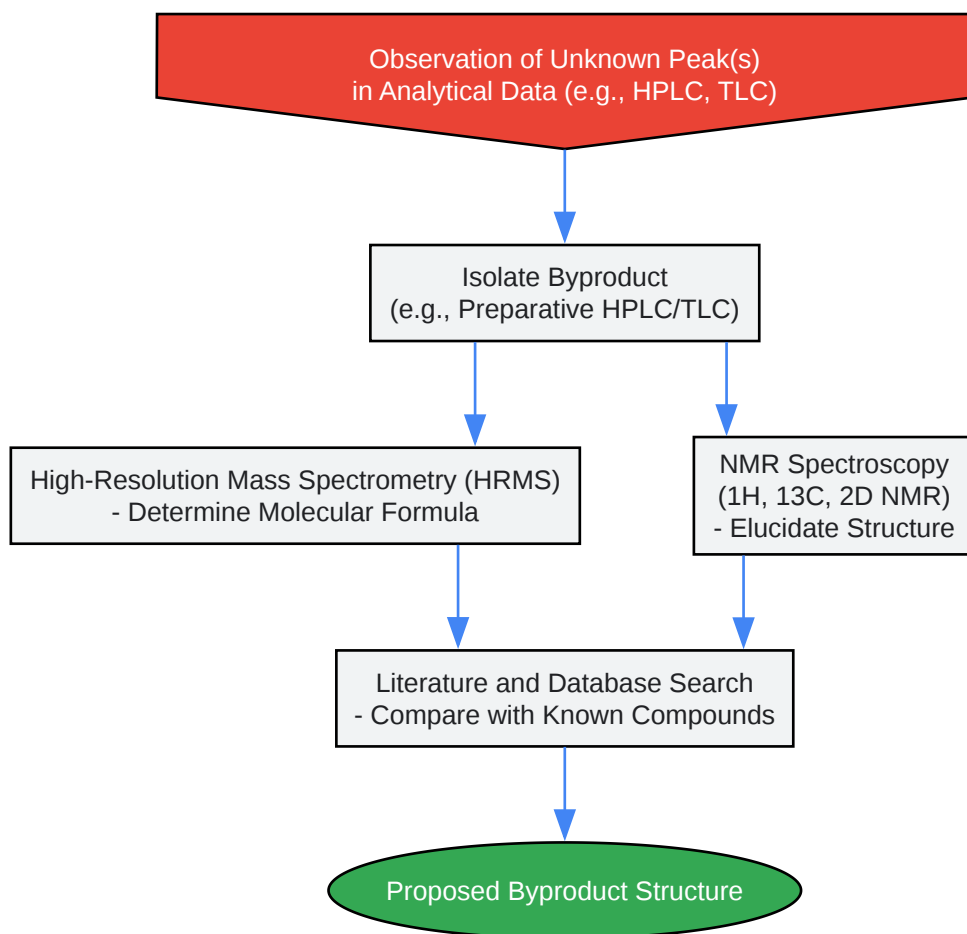 Observation of Unknown Peak(s)
in Analytical Data (e.g., HPLC, TLC)
Isolate Byproduct
(e.g., Preparative HPLC/TLC)
High-Resolution Mass Spectrometry (HRMS)
- Determine Molecular Formula
NMR Spectroscopy
(1H, 13C, 2D NMR)
- Elucidate Structure
Literature and Database Search
- Compare with Known Compounds
Proposed Byproduct Structure